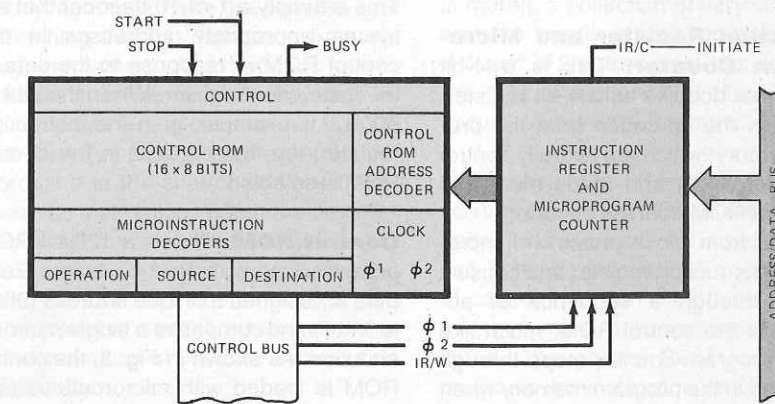 START
STOP
BUSY
IR/C
INITIATE
CONTROL
CONTROL ROM
(16 x 8 BITS)
CONTROL
ROM
ADDRESS
DECODER
INSTRUCTION
REGISTER
AND
MICROPROGRAM
COUNTER
MICROINSTRUCTION
DECODERS
CLOCK
ϕ1 ϕ2
OPERATION
SOURCE
DESTINATION
CONTROL BUS
ϕ 1
ϕ 2
IR/W
ADDRESS/DATA BUS